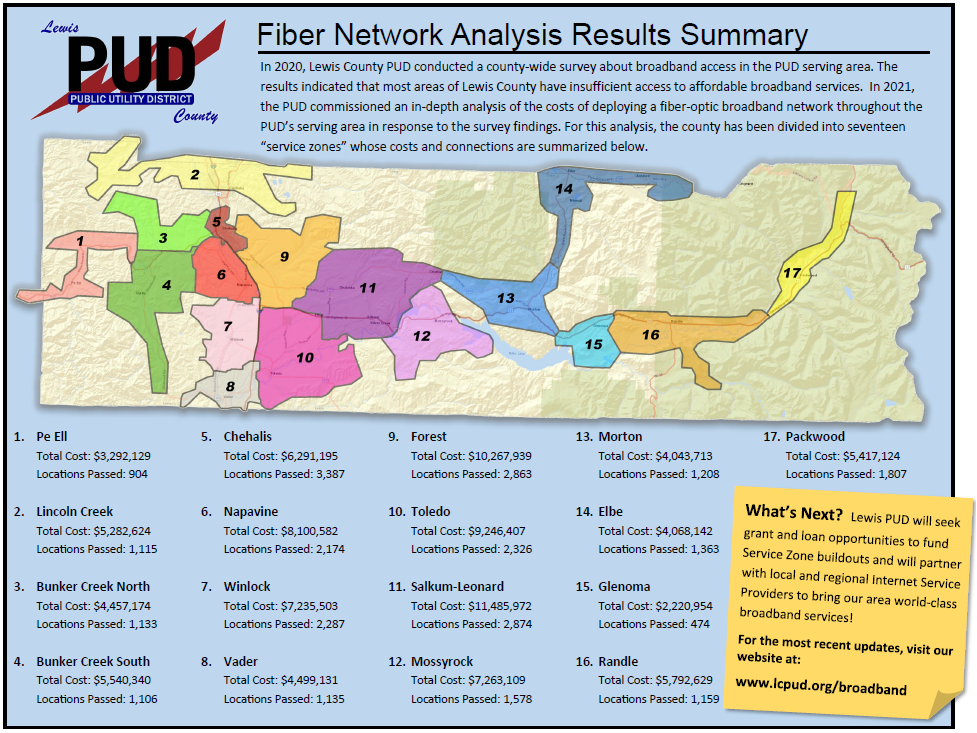 Lewis
PUD
PUBLIC UTILITY DISTRICT
County
Fiber Network Analysis Results Summary
In 2020, Lewis County PUD conducted a county-wide survey about broadband access in the PUD serving area. The
results indicated that most areas of Lewis County have insufficient access to affordable broadband services. In 2021,
the PUD commissioned an in-depth analysis of the costs of deploying a fiber-optic broadband network throughout the
PUD's serving area in response to the survey findings. For this analysis, the county has been divided into seventeen
"service zones" whose costs and connections are summarized below.
1
2
3
4
5
6
7
8
9
10
11
12
13
14
15
16
17
1. Pe Ell
Total Cost: $3,292,129
Locations Passed: 904
2. Lincoln Creek
Total Cost: $5,282,624
Locations Passed: 1,115
3. Bunker Creek North
Total Cost: $4,457,174
Locations Passed: 1,133
4. Bunker Creek South
Total Cost: $5,540,340
Locations Passed: 1,106
5. Chehalis
Total Cost: $6,291,195
Locations Passed: 3,387
6. Napavine
Total Cost: $8,100,582
Locations Passed: 2,174
7. Winlock
Total Cost: $7,235,503
Locations Passed: 2,287
8. Vader
Total Cost: $4,499,131
Locations Passed: 1,135
9. Forest
Total Cost: $10,267,939
Locations Passed: 2,863
10. Toledo
Total Cost: $9,246,407
Locations Passed: 2,326
11. Salkum-Leonard
Total Cost: $11,485,972
Locations Passed: 2,874
12. Mossyrock
Total Cost: $7,263,109
Locations Passed: 1,578
13. Morton
Total Cost: $4,043,713
Locations Passed: 1,208
14. Elbe
Total Cost: $4,068,142
Locations Passed: 1,363
15. Glenoma
Total Cost: $2,220,954
Locations Passed: 474
16. Randle
Total Cost: $5,792,629
Locations Passed: 1,159
17. Packwood
Total Cost: $5,417,124
Locations Passed: 1,807
What's Next? Lewis PUD will seek
grant and loan opportunities to fund
Service Zone buildouts and will partner
with local and regional Internet Service
Providers to bring our area world-class
broadband services!
For the most recent updates, visit our
website at:
www.lcpud.org/broadband